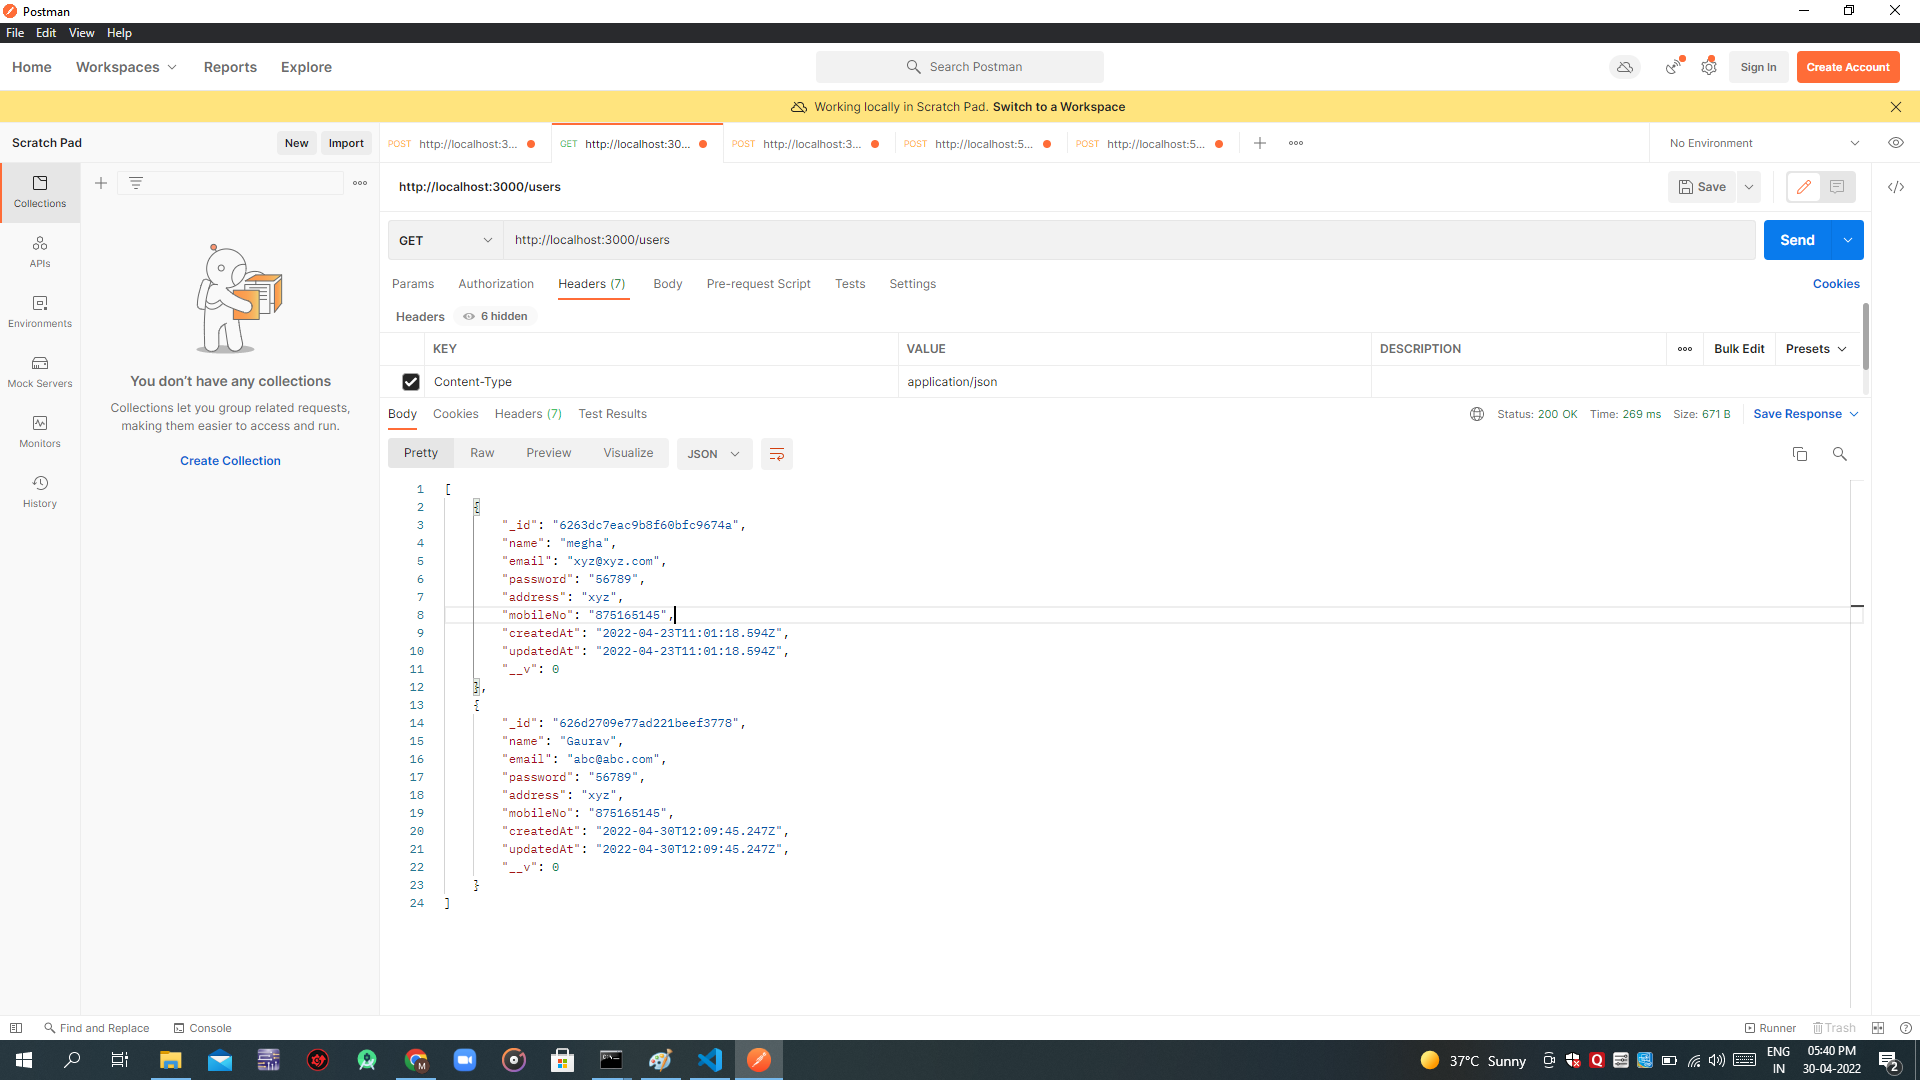 Postman
File Edit View Help
Home Workspaces Reports Explore Search Postman Sign In Create Account
Working locally in Scratch Pad. Switch to a Workspace
Scratch Pad New Import POST http://localhost:3... GET http://localhost:30... POST http://localhost:3... POST http://localhost:5... POST http://localhost:5... No Environment
Collections
APIs
Environments
Mock Servers
Monitors
History
You don't have any collections
Collections let you group related requests,
making them easier to access and run.
Create Collection
http://localhost:3000/users Save
GET http://localhost:3000/users Send
Params Authorization Headers (7) Body Pre-request Script Tests Settings Cookies
Headers 6 hidden
KEY VALUE DESCRIPTION Bulk Edit Presets
Content-Type application/json
Body Cookies Headers (7) Test Results Status: 200 OK Time: 269 ms Size: 671 B Save Response
Pretty Raw Preview Visualize JSON
1 [
2 {
3 "_id": "6263dc7eac9b8f60bfc9674a",
4 "name": "megha",
5 "email": "xyz@xyz.com",
6 "password": "56789",
7 "address": "xyz",
8 "mobileNo": "875165145",
9 "createdAt": "2022-04-23T11:01:18.594Z",
10 "updatedAt": "2022-04-23T11:01:18.594Z",
11 "__v": 0
12 },
13 {
14 "_id": "626d2709e77ad221beef3778",
15 "name": "Gaurav",
16 "email": "abc@abc.com",
17 "password": "56789",
18 "address": "xyz",
19 "mobileNo": "875165145",
20 "createdAt": "2022-04-30T12:09:45.247Z",
21 "updatedAt": "2022-04-30T12:09:45.247Z",
22 "__v": 0
23 }
24 ]
Find and Replace Console Runner Trash
37°C Sunny ENG
IN 05:40 PM
30-04-2022 2